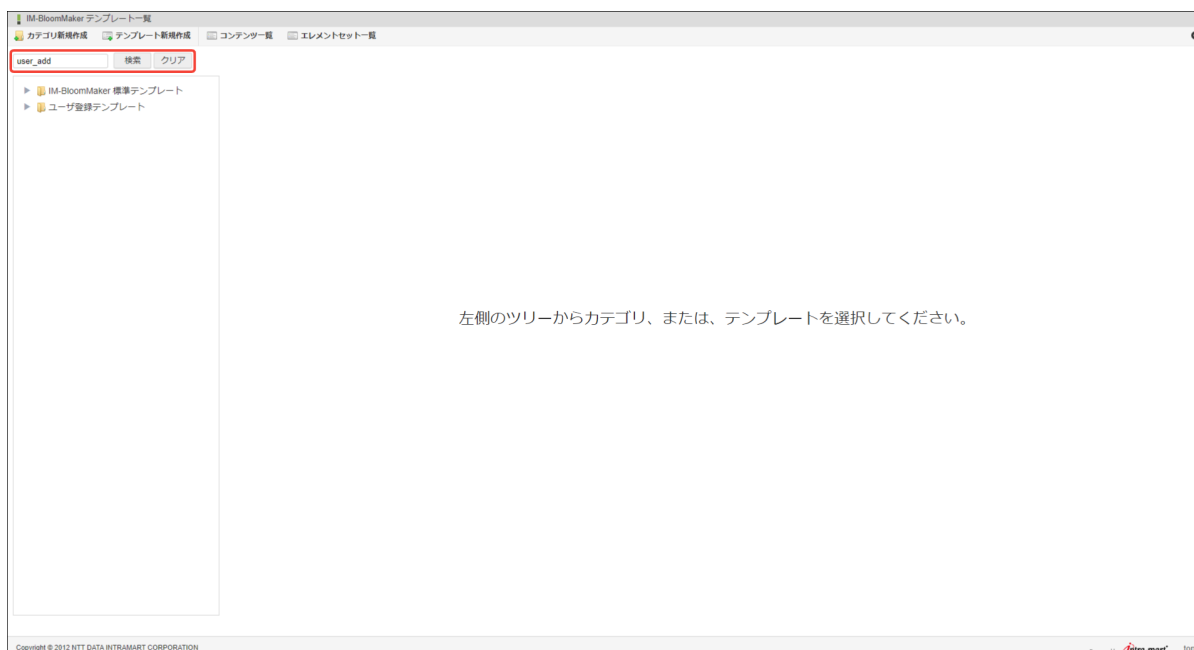 IM-BloomMaker テンプレート一覧
カテゴリ新規作成 テンプレート新規作成 コンテンツ一覧 エレメントセット一覧
user_add 検索 クリア
IM-BloomMaker 標準テンプレート
ユーザ登録テンプレート
左側のツリーからカテゴリ、または、テンプレートを選択してください。
Copyright © 2012 NTT DATA INTRAMART CORPORATION
intra-mart